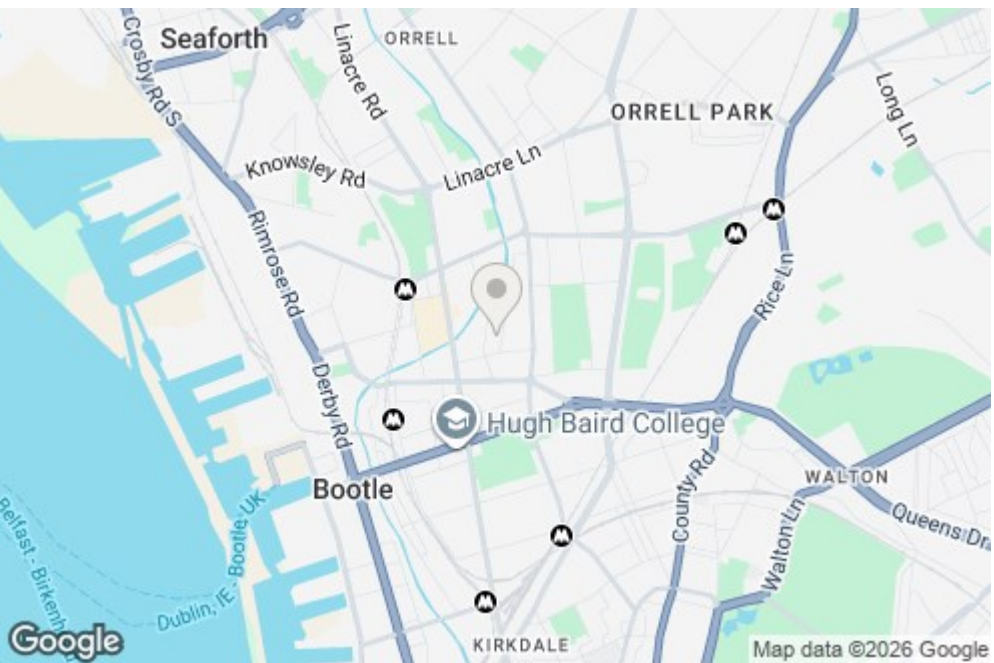 Seaforth
ORRELL
Crosby Rd S
Linacre Rd
ORRELL PARK
Long Ln
Linacre Ln
Knowsley Rd
Rimrose Rd
Rice Ln
Derby Rd
Hugh Baird College
County Rd
WALTON
Bootle
Walton Ln
Queens Dr
Belfast - Birkenh
Dublin, IE - Bootle, UK
KIRKDALE
Google
Map data ©2026 Google